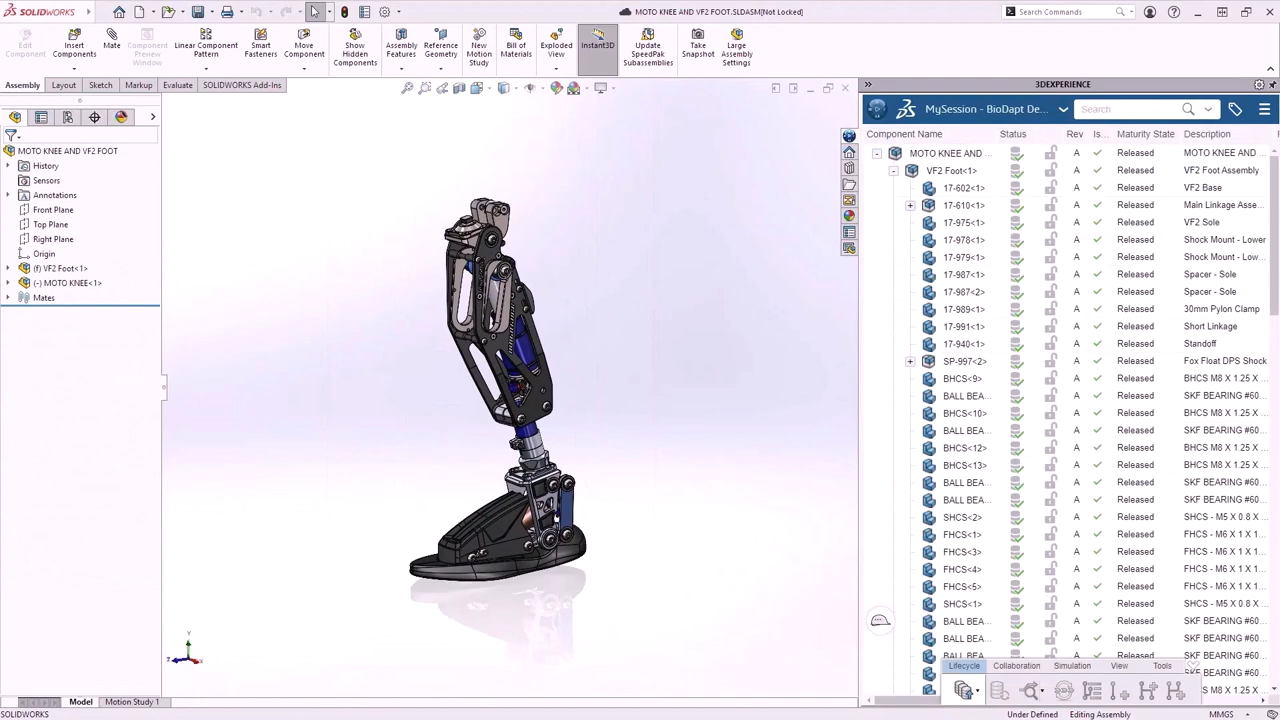 SOLIDWORKS
MOTO KNEE AND VF2 FOOT.SLDASM[Not Locked]
Search Commands
Edit Component
Insert Components
Mate
Component Preview Window
Linear Component Pattern
Smart Fasteners
Move Component
Show Hidden Components
Assembly Features
Reference Geometry
New Motion Study
Bill of Materials
Exploded View
Instant3D
Update SpeedPak Subassemblies
Take Snapshot
Large Assembly Settings
Assembly Layout Sketch Markup Evaluate SOLIDWORKS Add-Ins
MOTO KNEE AND VF2 FOOT
History
Sensors
Annotations
Front Plane
Top Plane
Right Plane
Origin
(f) VF2 Foot<1>
(-) MOTO KNEE<1>
Mates
3DEXPERIENCE
MySession - BioDapt De... Search
Component Name Status Rev Is... Maturity State Description
MOTO KNEE AND ... A Released MOTO KNEE AND
VF2 Foot<1> A Released VF2 Foot Assembly
17-602<1> A Released VF2 Base
17-610<1> A Released Main Linkage Asse...
17-975<1> A Released VF2 Sole
17-978<1> A Released Shock Mount - Lower
17-979<1> A Released Shock Mount - Low...
17-987<1> A Released Spacer - Sole
17-987<2> A Released Spacer - Sole
17-989<1> A Released 30mm Pylon Clamp
17-991<1> A Released Short Linkage
17-940<1> A Released Standoff
SP-997<2> A Released Fox Float DPS Shock
BHCS<9> A Released BHCS M8 X 1.25 X ...
BALL BEA... A Released SKF BEARING #60...
BHCS<10> A Released BHCS M8 X 1.25 X ...
BALL BEA... A Released SKF BEARING #60...
BHCS<12> A Released BHCS M8 X 1.25 X ...
BHCS<13> A Released BHCS M8 X 1.25 X ...
BALL BEA... A Released SKF BEARING #60...
BALL BEA... A Released SKF BEARING #60...
SHCS<2> A Released SHCS - M5 X 0.8 X ...
FHCS<1> A Released FHCS - M6 X 1 X 1...
FHCS<3> A Released FHCS - M6 X 1 X 1...
FHCS<4> A Released FHCS - M6 X 1 X 1...
FHCS<5> A Released FHCS - M6 X 1 X 1...
SHCS<1> A Released SHCS - M5 X 0.8 X ...
BALL BEA... A Released SKF BEARING #60...
BALL BEA... A Released SKF BEARING #60...
BALL BEA... A Released SKF BEARING #60...
Lifecycle Collaboration Simulation View Tools
SKF BEARING #60...
M8 X 1.25 X ...
Y
Z
X
Model Motion Study 1
SOLIDWORKS Under Defined Editing Assembly MMGS